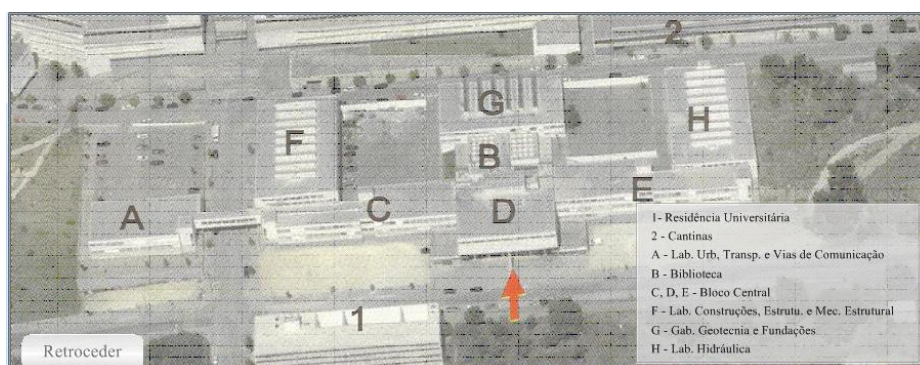 2
G
F
H
B
E
A
C
D
1
1- Residência Universitária
2 - Cantinas
A - Lab. Urb, Transp. e Vias de Comunicação
B - Biblioteca
C, D, E - Bloco Central
F - Lab. Construções, Estrutu. e Mec. Estrutural
G - Gab. Geotecnia e Fundações
H - Lab. Hidráulica
Retroceder